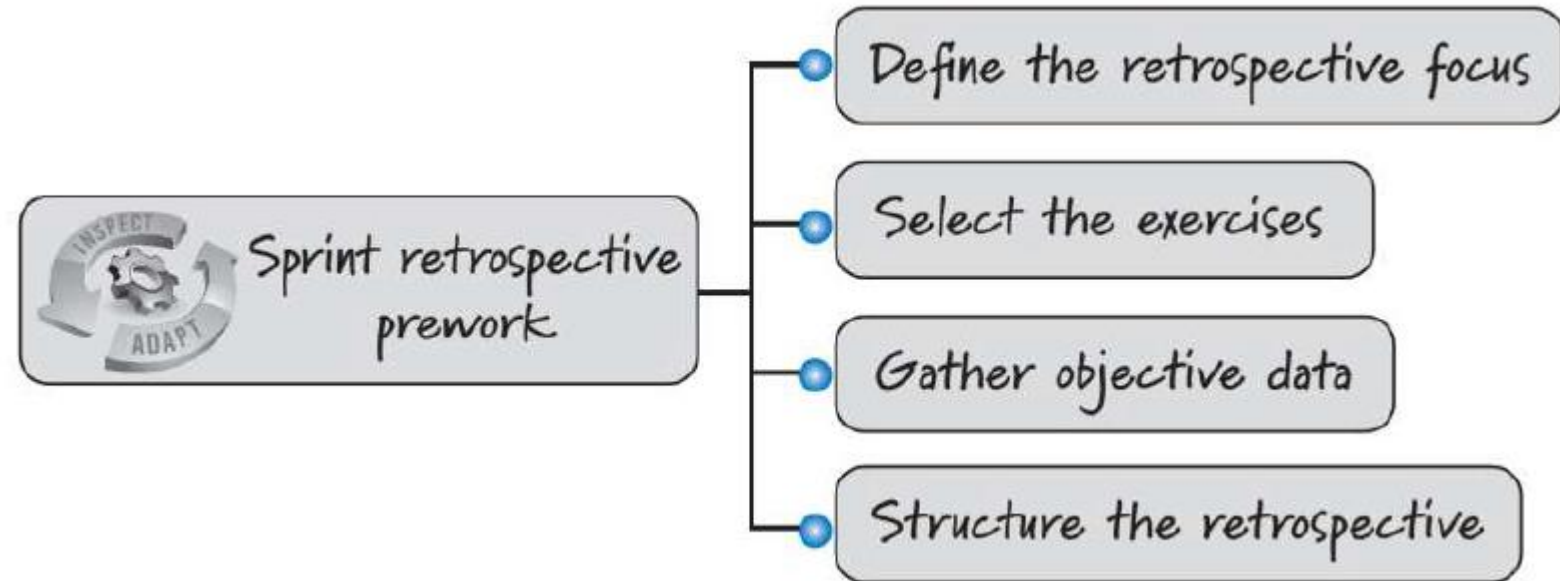 INSPECT
ADAPT
Sprint retrospective
prework
Define the retrospective focus
Select the exercises
Gather objective data
Structure the retrospective